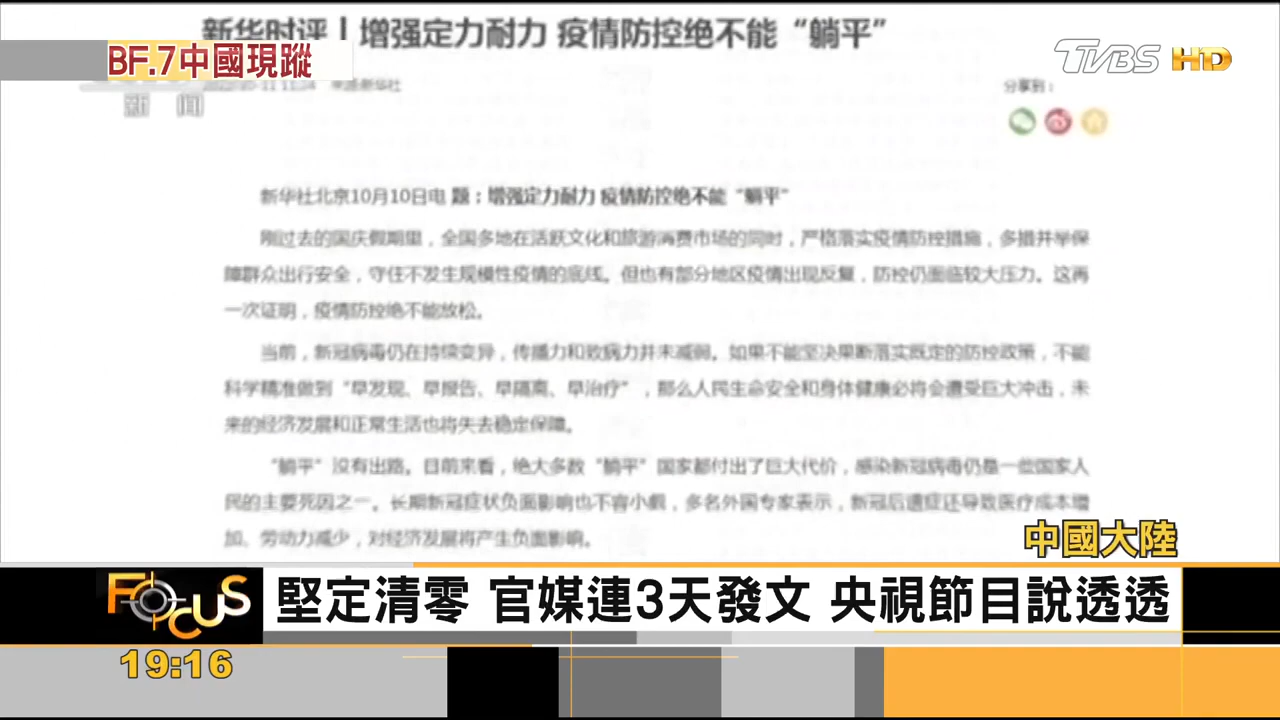 新华时评丨增强定力耐力 疫情防控绝不能“躺平”
BF.7中國現蹤
TVBS HD
新 闻
分享到：
新华社北京10月10日电 题：增强定力耐力 疫情防控绝不能“躺平”
刚过去的国庆假期里，全国多地在活跃文化和旅游消费市场的同时，严格落实疫情防控措施，多措并举保
障群众出行安全，守住不发生规模性疫情的底线。但也有部分地区疫情出现反复，防控仍面临较大压力。这再
一次证明，疫情防控绝不能放松。
当前，新冠病毒仍在持续变异，传播力和致病力并未减弱。如果不能坚决果断落实既定的防控政策，不能
科学精准做到“早发现、早报告、早隔离、早治疗”，那么人民生命安全和身体健康必将会遭受巨大冲击，未
来的经济发展和正常生活也将失去稳定保障。
“躺平”没有出路。目前来看，绝大多数“躺平”国家都付出了巨大代价，感染新冠病毒仍是一些国家人
民的主要死因之一。长期新冠症状负面影响也不容小觑，多名外国专家表示，新冠后遗症还导致医疗成本增
加、劳动力减少，对经济发展将产生负面影响。
中國大陸
FOCUS
堅定清零 官媒連3天發文 央視節目說透透
19:16